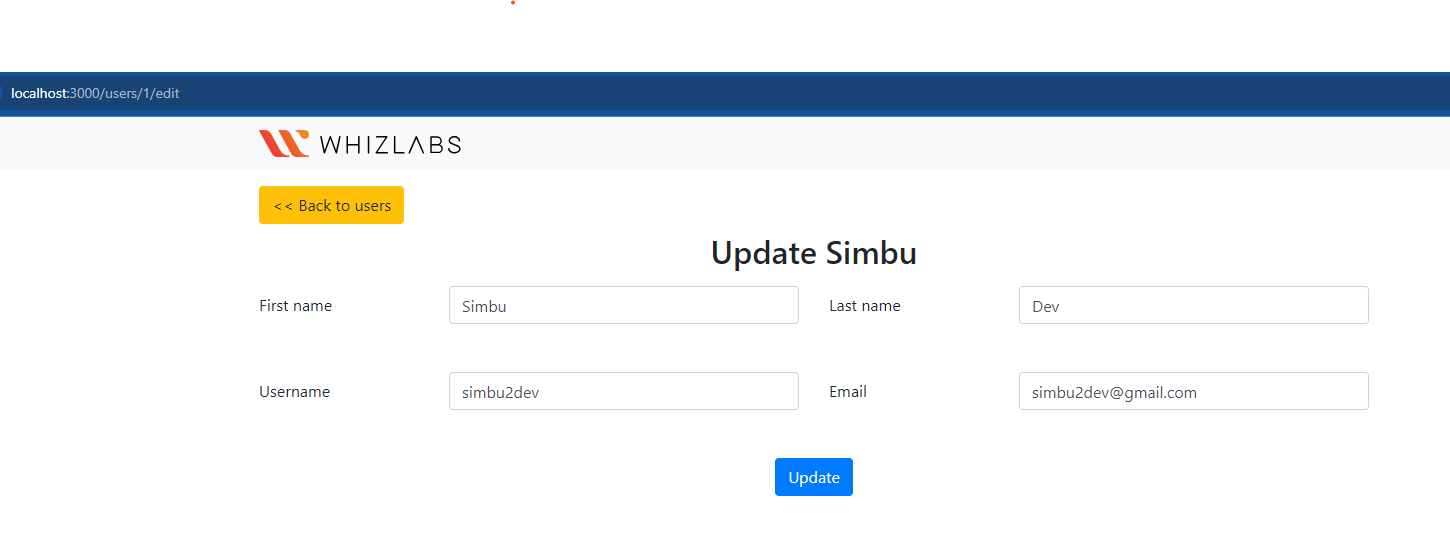 localhost:3000/users/1/edit
WHIZLABS
<< Back to users
Update Simbu
First name Simbu Last name Dev
Username simbu2dev Email simbu2dev@gmail.com
Update